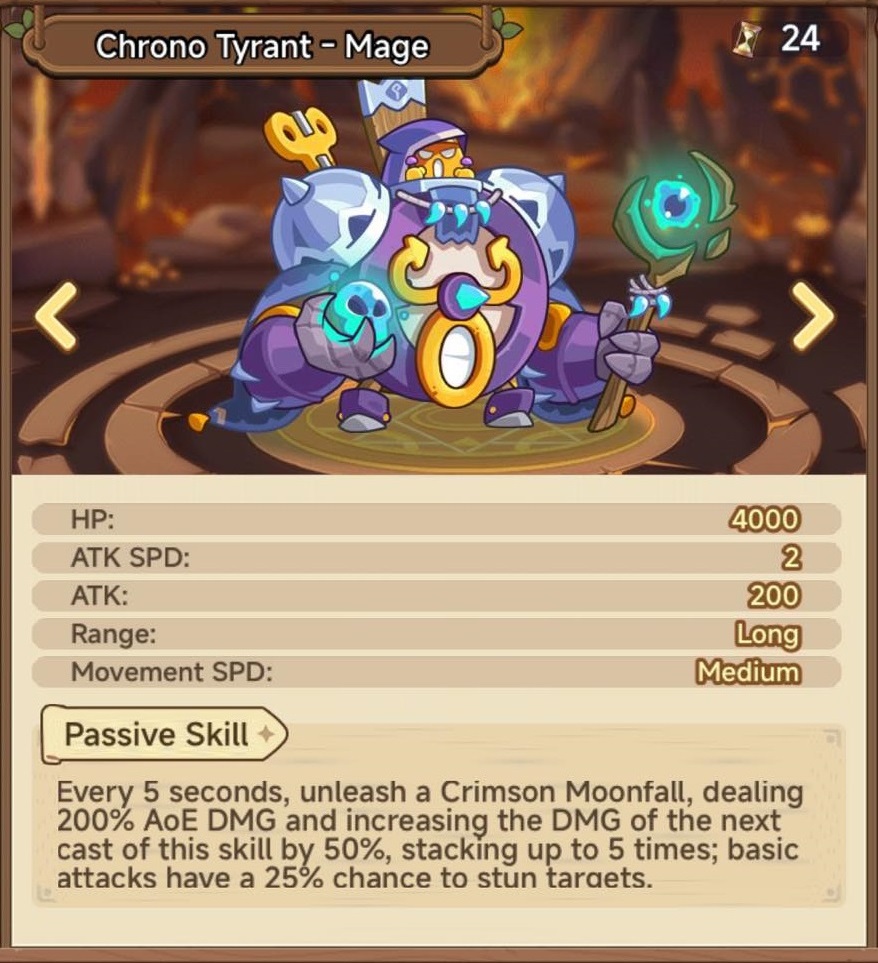 Chrono Tyrant - Mage
24
HP: 4000
ATK SPD: 2
ATK: 200
Range: Long
Movement SPD: Medium
Passive Skill
Every 5 seconds, unleash a Crimson Moonfall, dealing
200% AoE DMG and increasing the DMG of the next
cast of this skill by 50%, stacking up to 5 times; basic
attacks have a 25% chance to stun targets.